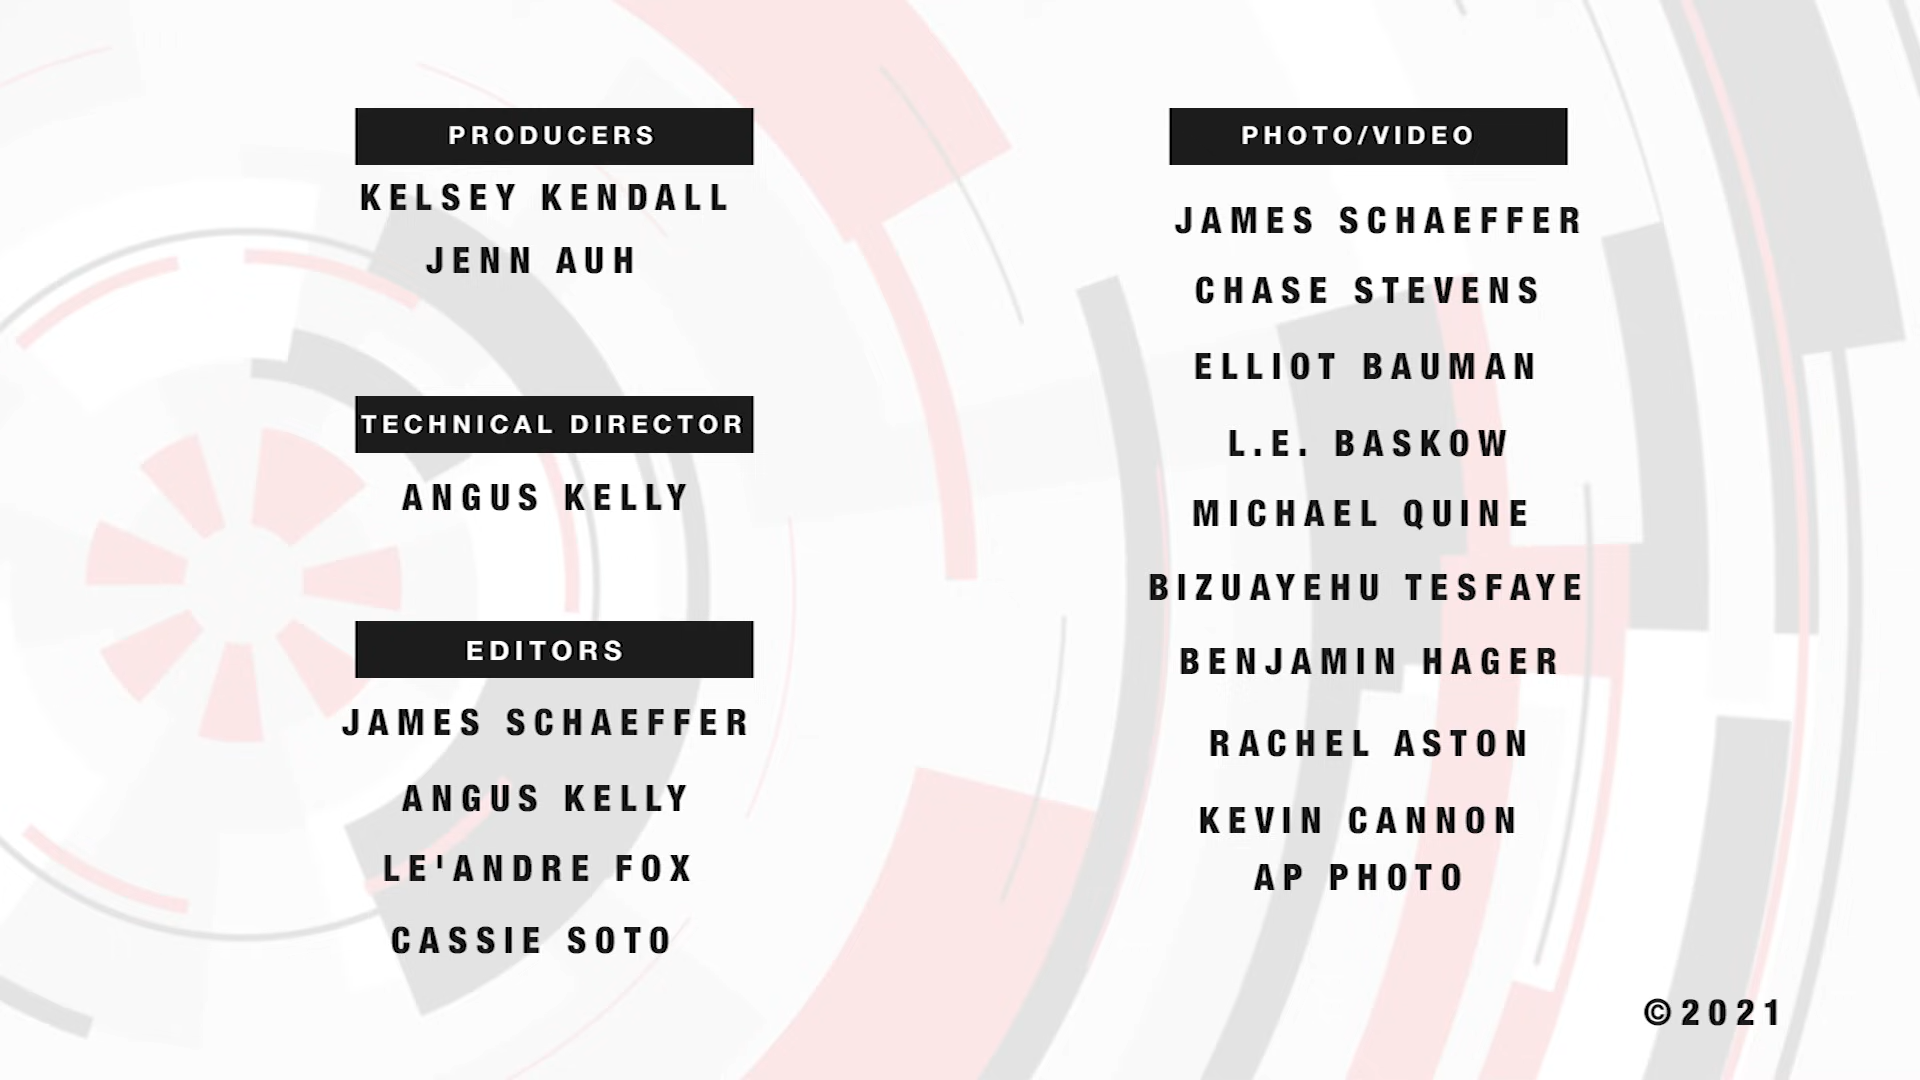 PRODUCERS
KELSEY KENDALL
JENN AUH
TECHNICAL DIRECTOR
ANGUS KELLY
EDITORS
JAMES SCHAEFFER
ANGUS KELLY
LE'ANDRE FOX
CASSIE SOTO
PHOTO/VIDEO
JAMES SCHAEFFER
CHASE STEVENS
ELLIOT BAUMAN
L.E. BASKOW
MICHAEL QUINE
BIZUAYEHU TESFAYE
BENJAMIN HAGER
RACHEL ASTON
KEVIN CANNON
AP PHOTO
©2021